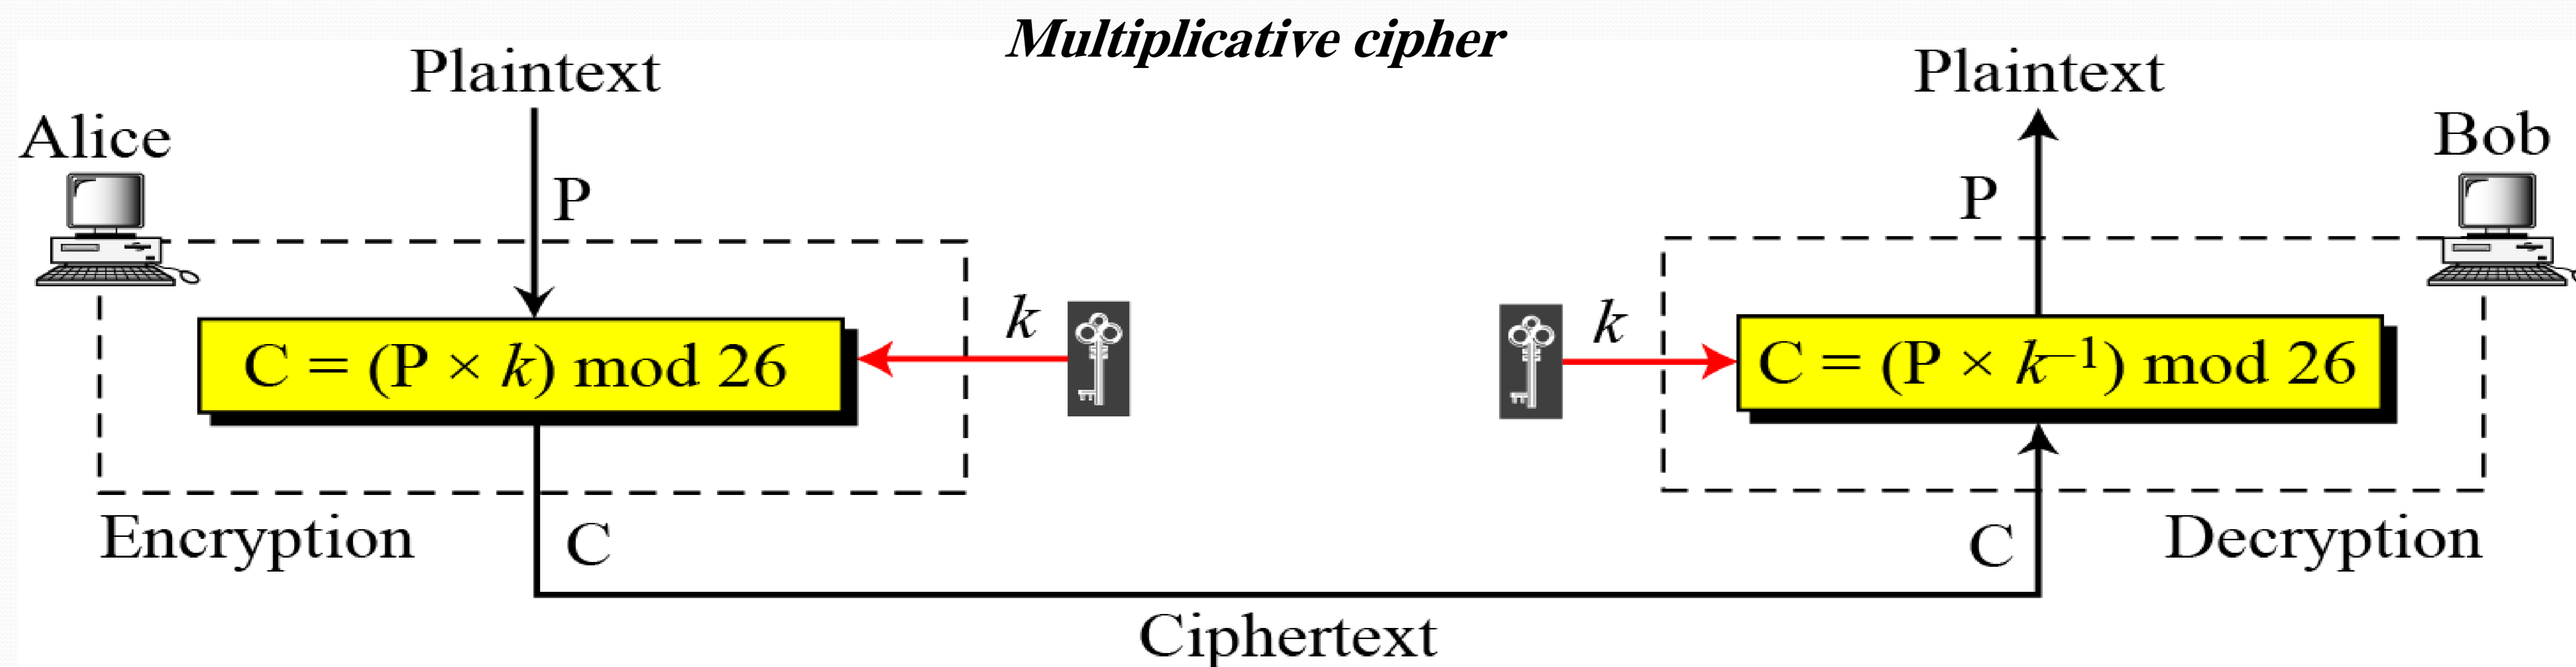 Multiplicative cipher
Plaintext
Plaintext
Alice
Bob
P
P
k
k
C = (P × k) mod 26
C = (P × k⁻¹) mod 26
Encryption
C
C
Decryption
Ciphertext